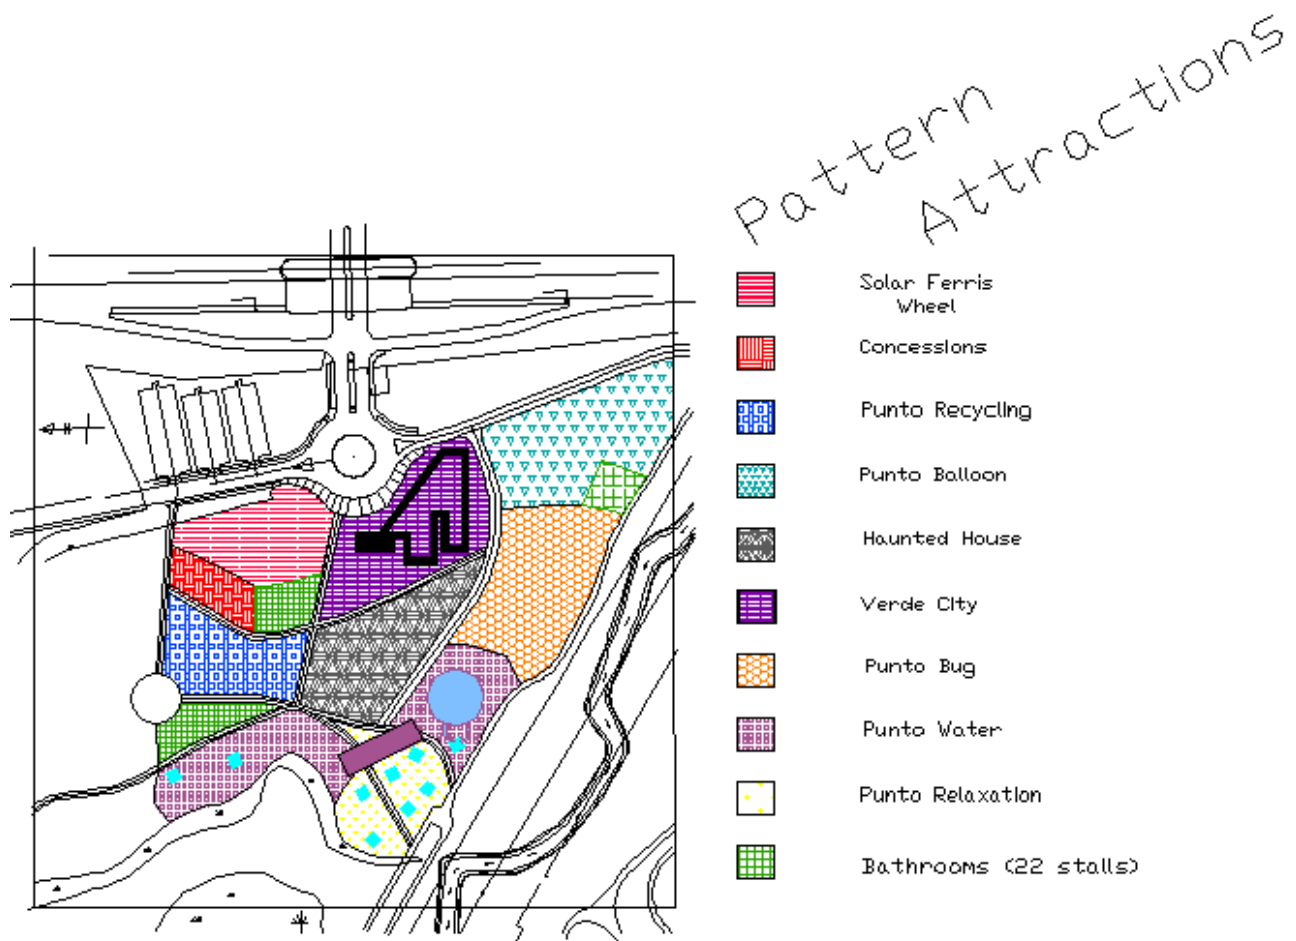 Pattern
Attractions
Solar Ferris
Wheel
Concessions
Punto Recycling
Punto Balloon
Haunted House
Verde City
Punto Bug
Punto Water
Punto Relaxation
Bathrooms (22 stalls)